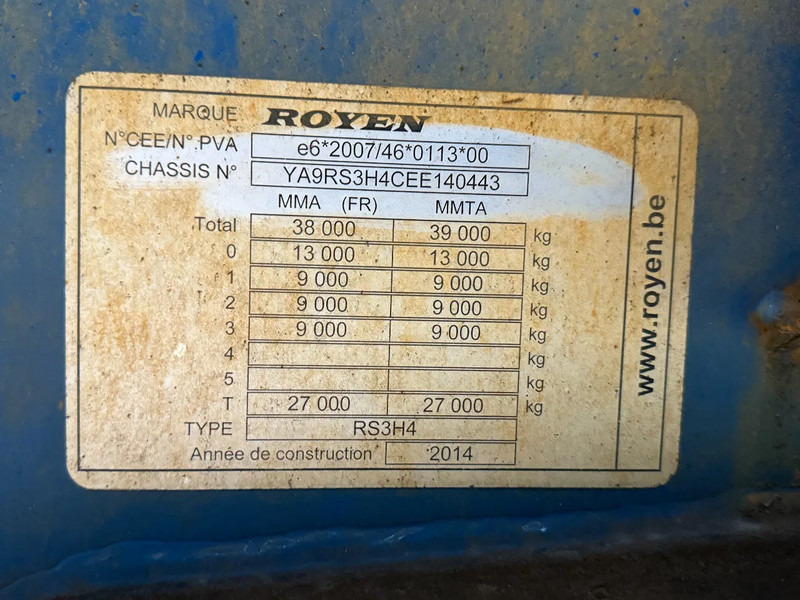 MARQUE ROYEN
N°CEE/N°.PVA e6*2007/46*0113*00
CHASSIS N° YA9RS3H4CEE140443
MMA (FR) MMTA
Total 38 000 39 000 kg
0 13 000 13 000 kg
1 9 000 9 000 kg
2 9 000 9 000 kg
3 9 000 9 000 kg
4 kg
5 kg
T 27 000 27 000 kg
TYPE RS3H4
Année de construction 2014
www.royen.be